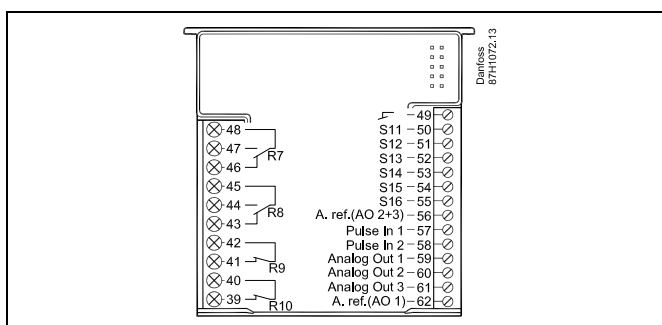 Danfoss
87H1072.13
48
47
R7
46
45
44
R8
43
42
41
R9
40
39
R10
49
S11 50
S12 51
S13 52
S14 53
S15 54
S16 55
A. ref.(AO 2+3) 56
Pulse In 1 57
Pulse In 2 58
Analog Out 1 59
Analog Out 2 60
Analog Out 3 61
A. ref.(AO 1) 62